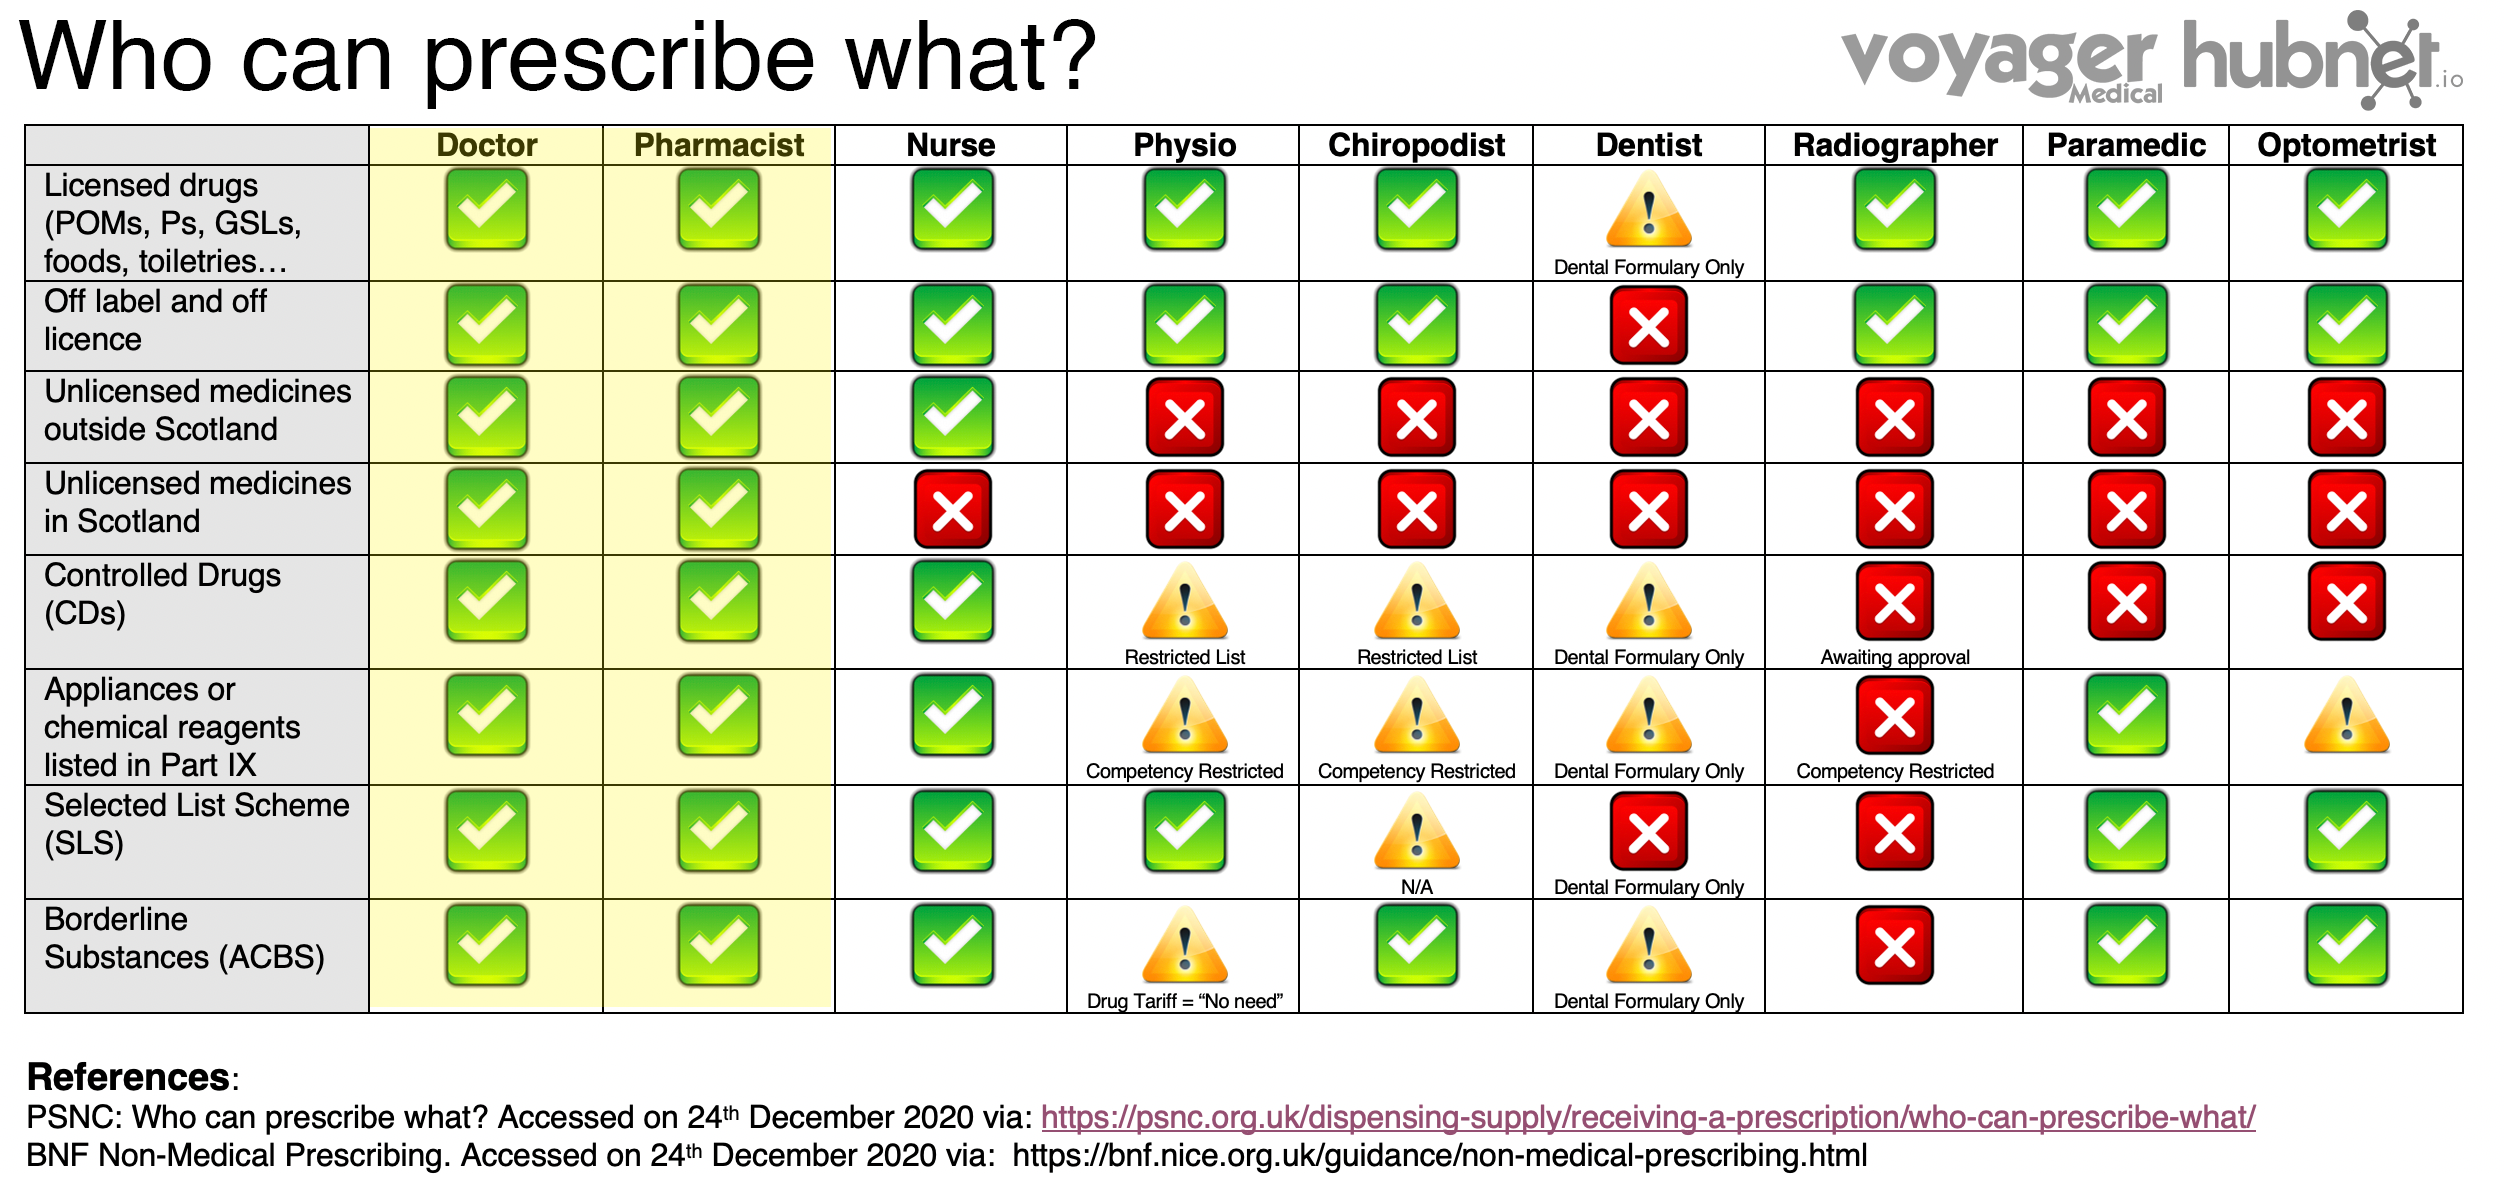 Who can prescribe what?
voyager Medical hubnet.io
Doctor Pharmacist Nurse Physio Chiropodist Dentist Radiographer Paramedic Optometrist
Licensed drugs
(POMs, Ps, GSLs,
foods, toiletries…
Dental Formulary Only
Off label and off
licence
Unlicensed medicines
outside Scotland
Unlicensed medicines
in Scotland
Controlled Drugs
(CDs)
Restricted List Restricted List Dental Formulary Only Awaiting approval
Appliances or
chemical reagents
listed in Part IX
Competency Restricted Competency Restricted Dental Formulary Only Competency Restricted
Selected List Scheme
(SLS)
N/A Dental Formulary Only
Borderline
Substances (ACBS)
Drug Tariff = “No need” Dental Formulary Only
References:
PSNC: Who can prescribe what? Accessed on 24th December 2020 via: https://psnc.org.uk/dispensing-supply/receiving-a-prescription/who-can-prescribe-what/
BNF Non-Medical Prescribing. Accessed on 24th December 2020 via: https://bnf.nice.org.uk/guidance/non-medical-prescribing.html